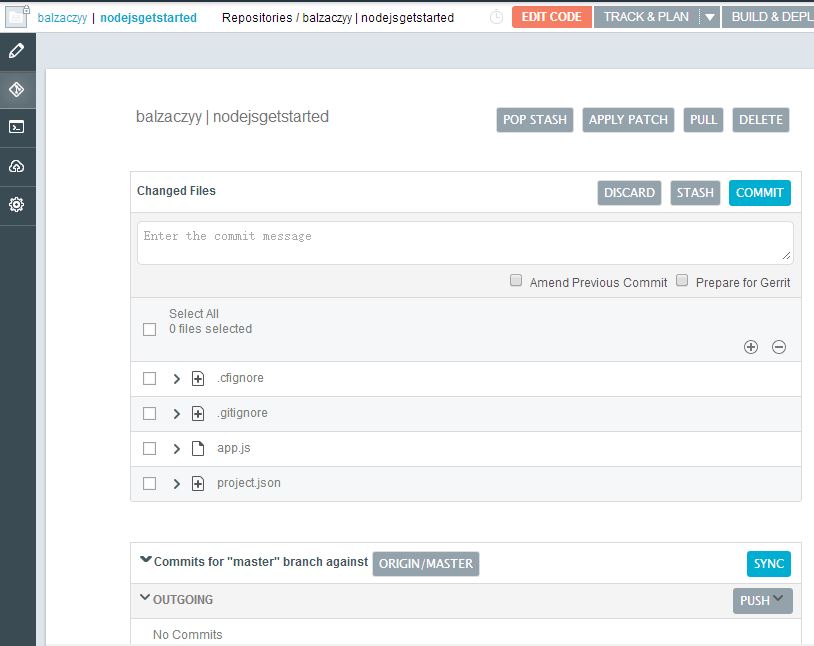 balzaczyy | nodejsgetstarted Repositories / balzaczyy | nodejsgetstarted EDIT CODE TRACK & PLAN BUILD & DEPL
balzaczyy | nodejsgetstarted POP STASH APPLY PATCH PULL DELETE
Changed Files DISCARD STASH COMMIT
Enter the commit message
Amend Previous Commit Prepare for Gerrit
Select All
0 files selected
.cfignore
.gitignore
app.js
project.json
Commits for "master" branch against ORIGIN/MASTER SYNC
OUTGOING PUSH
No Commits